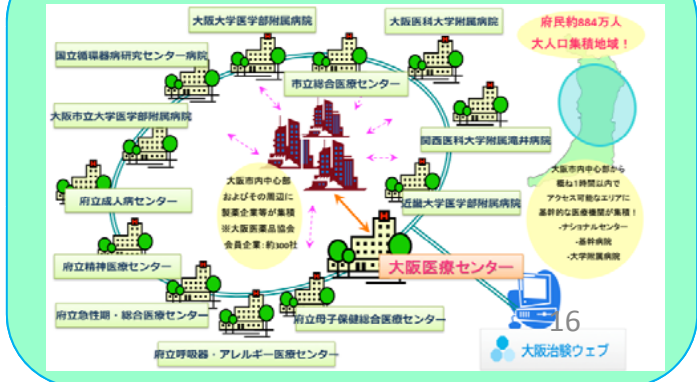 大阪大学医学部附属病院
大阪医科大学附属病院
府民約884万人
大人口集積地域！
国立循環器病研究センター病院
市立総合医療センター
大阪市立大学医学部附属病院
関西医科大学附属滝井病院
大阪市内中心部
およびその周辺に
製薬企業等が集積
※大阪医薬品協会
会員企業：約300社
大阪市内中心部から
概ね1時間以内で
アクセス可能なエリアに
基幹的な医療機関が集積！
-ナショナルセンター
-基幹病院
-大学附属病院
府立成人病センター
近畿大学医学部附属病院
府立精神医療センター
大阪医療センター
府立急性期・総合医療センター
府立母子保健総合医療センター
16
府立呼吸器・アレルギー医療センター
大阪治験ウェブ